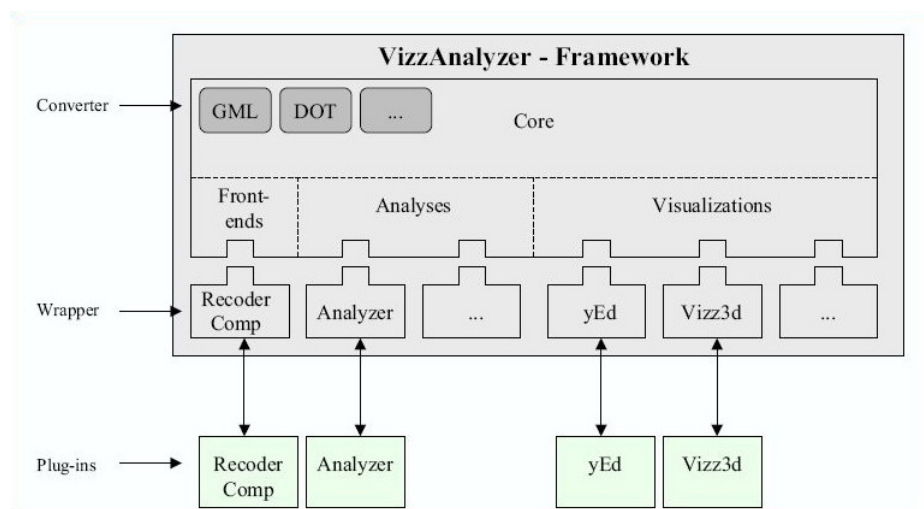 VizzAnalyzer - Framework
Converter
GML
DOT
...
Core
Front-
ends
Analyses
Visualizations
Wrapper
Recoder
Comp
Analyzer
...
yEd
Vizz3d
...
Plug-ins
Recoder
Comp
Analyzer
yEd
Vizz3d